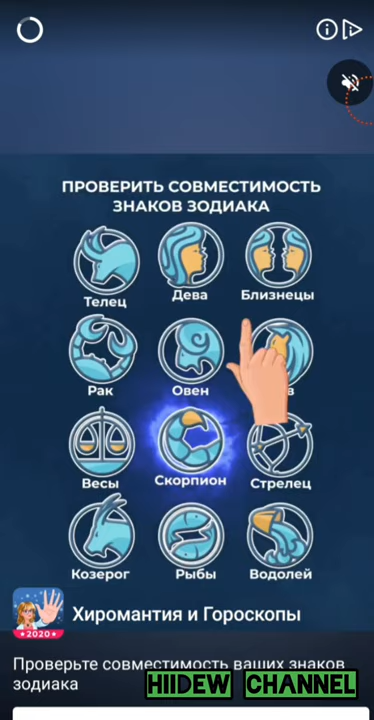 ПРОВЕРИТЬ СОВМЕСТИМОСТЬ
ЗНАКОВ ЗОДИАКА
Телец Дева Близнецы
Рак Овен
Весы Скорпион Стрелец
Козерог Рыбы Водолей
Хиромантия и Гороскопы
2020
Проверьте совместимость ваших знаков
зодиака
HIIDEW CHANNEL